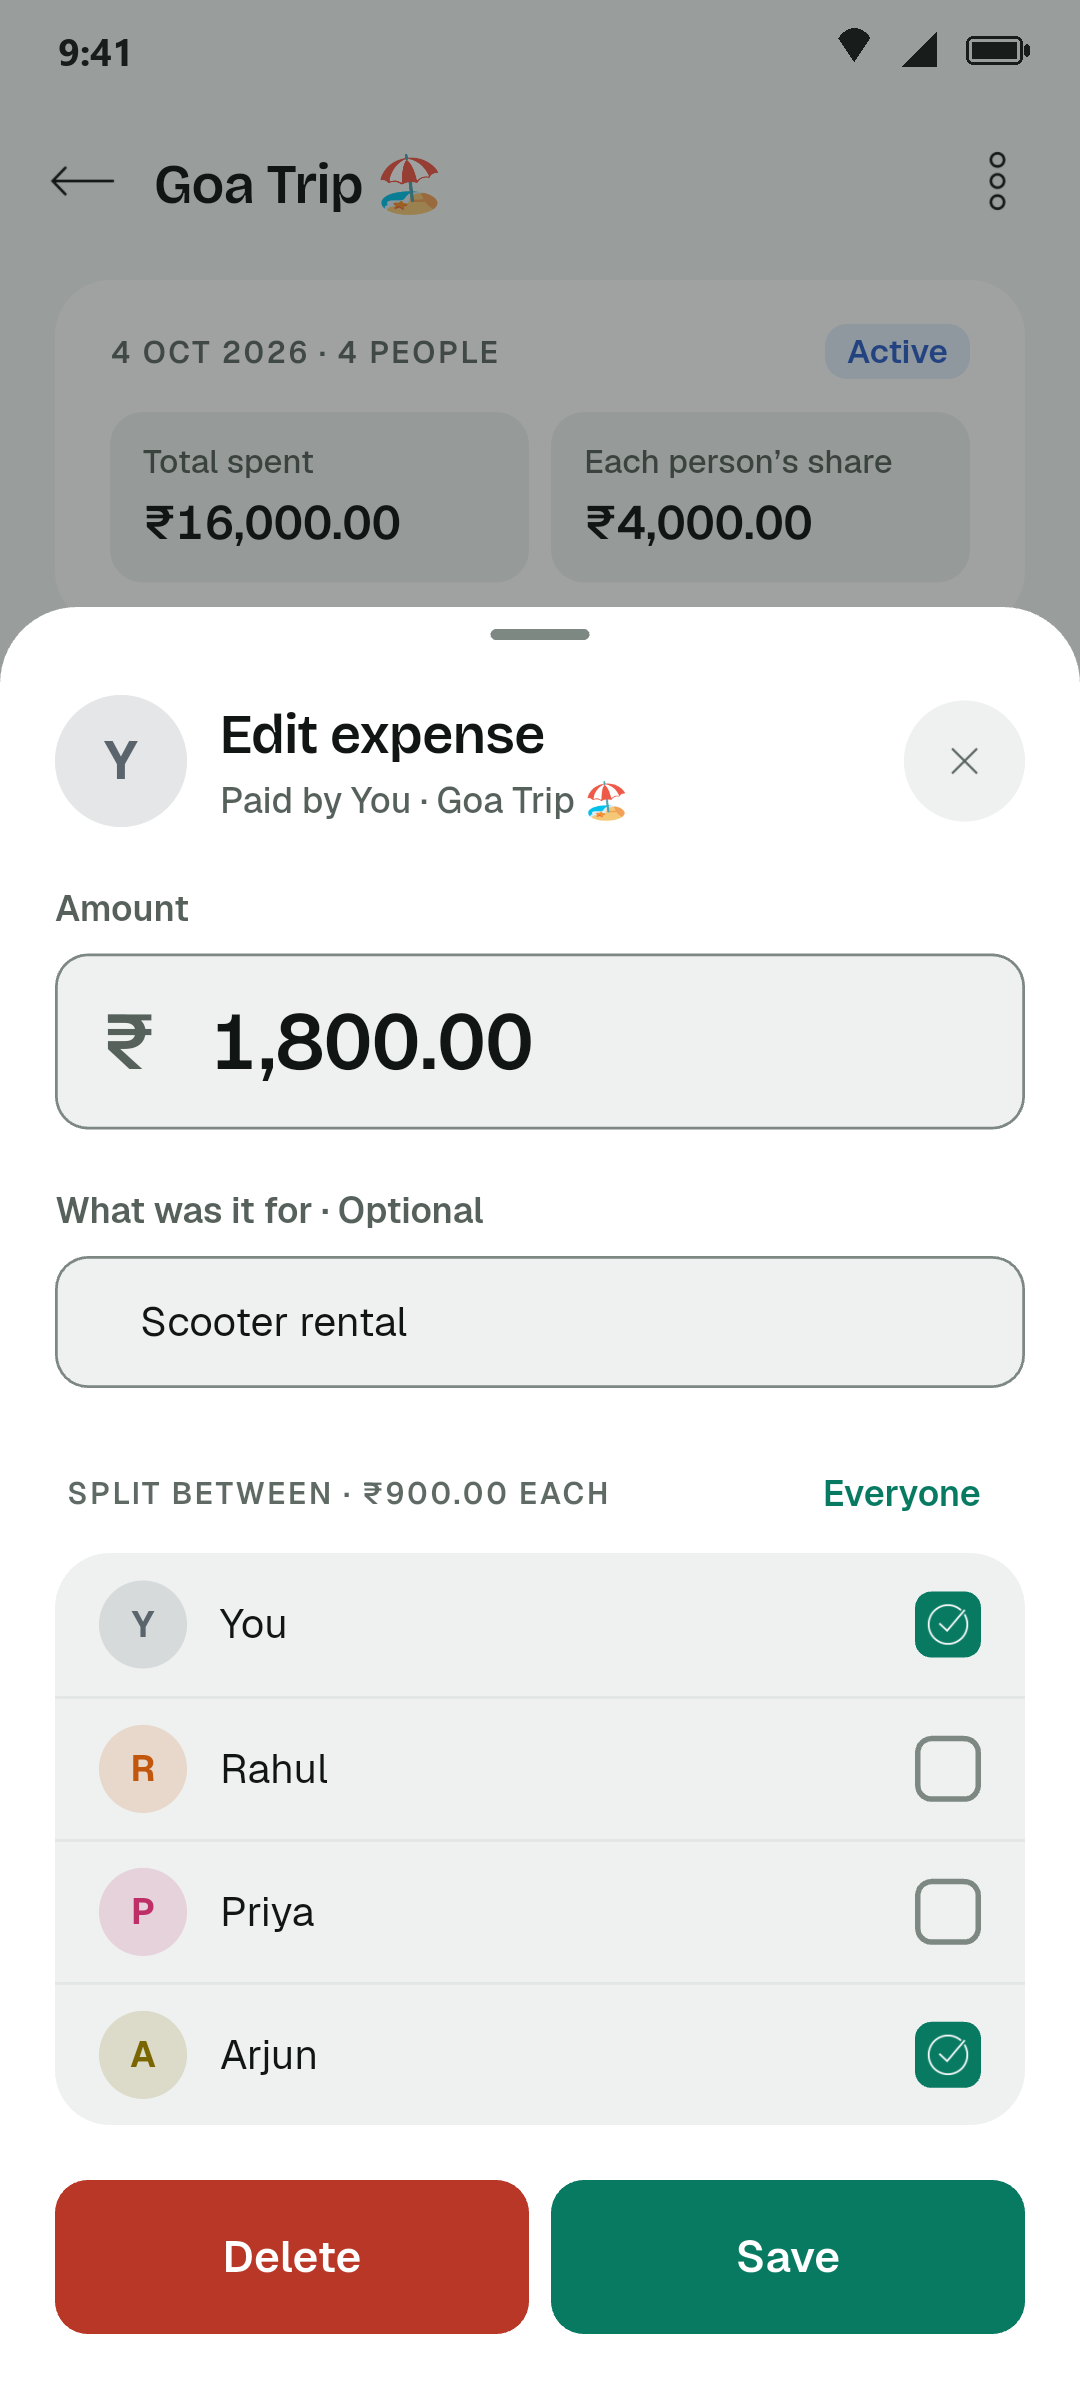 9:41
Goa Trip 🏖️
4 OCT 2026 · 4 PEOPLE
Active
Total spent
₹16,000.00
Each person’s share
₹4,000.00
Y
Edit expense
Paid by You · Goa Trip 🏖️
Amount
₹ 1,800.00
What was it for · Optional
Scooter rental
SPLIT BETWEEN · ₹900.00 EACH
Everyone
Y You
R Rahul
P Priya
A Arjun
Delete
Save